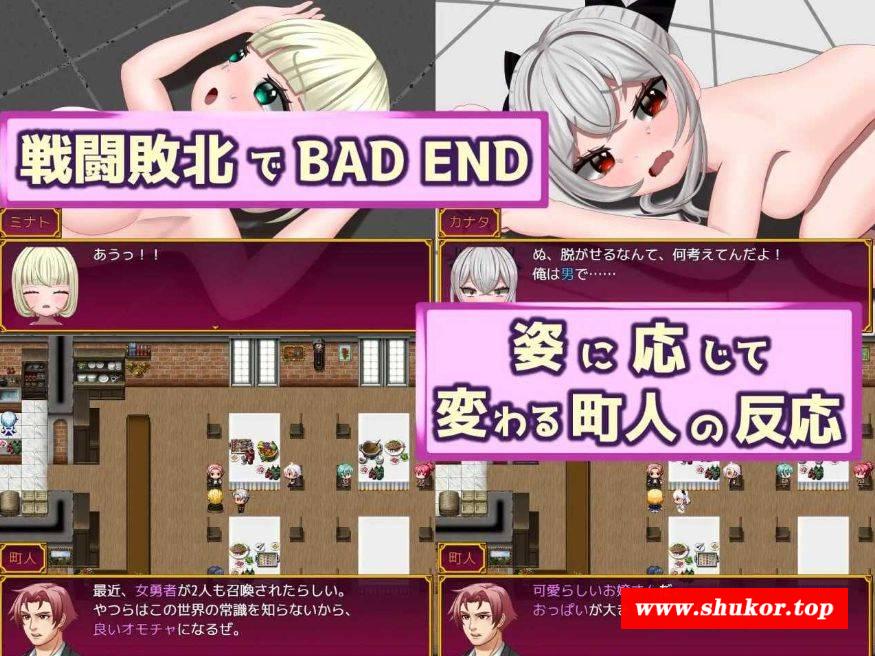 戦闘敗北でBAD END
ミナト
あうっ！！
カナタ
ぬ、脱がせるなんて、何考えてんだよ！
俺は男で……
姿に応じて
変わる町人の反応
町人
最近、女勇者が2人も召喚されたらしい。
やつらはこの世界の常識を知らないから、
良いオモチャになるぜ。
町人
可愛らしいお嬢さんだ
おっぱいが大き
www.shukor.top